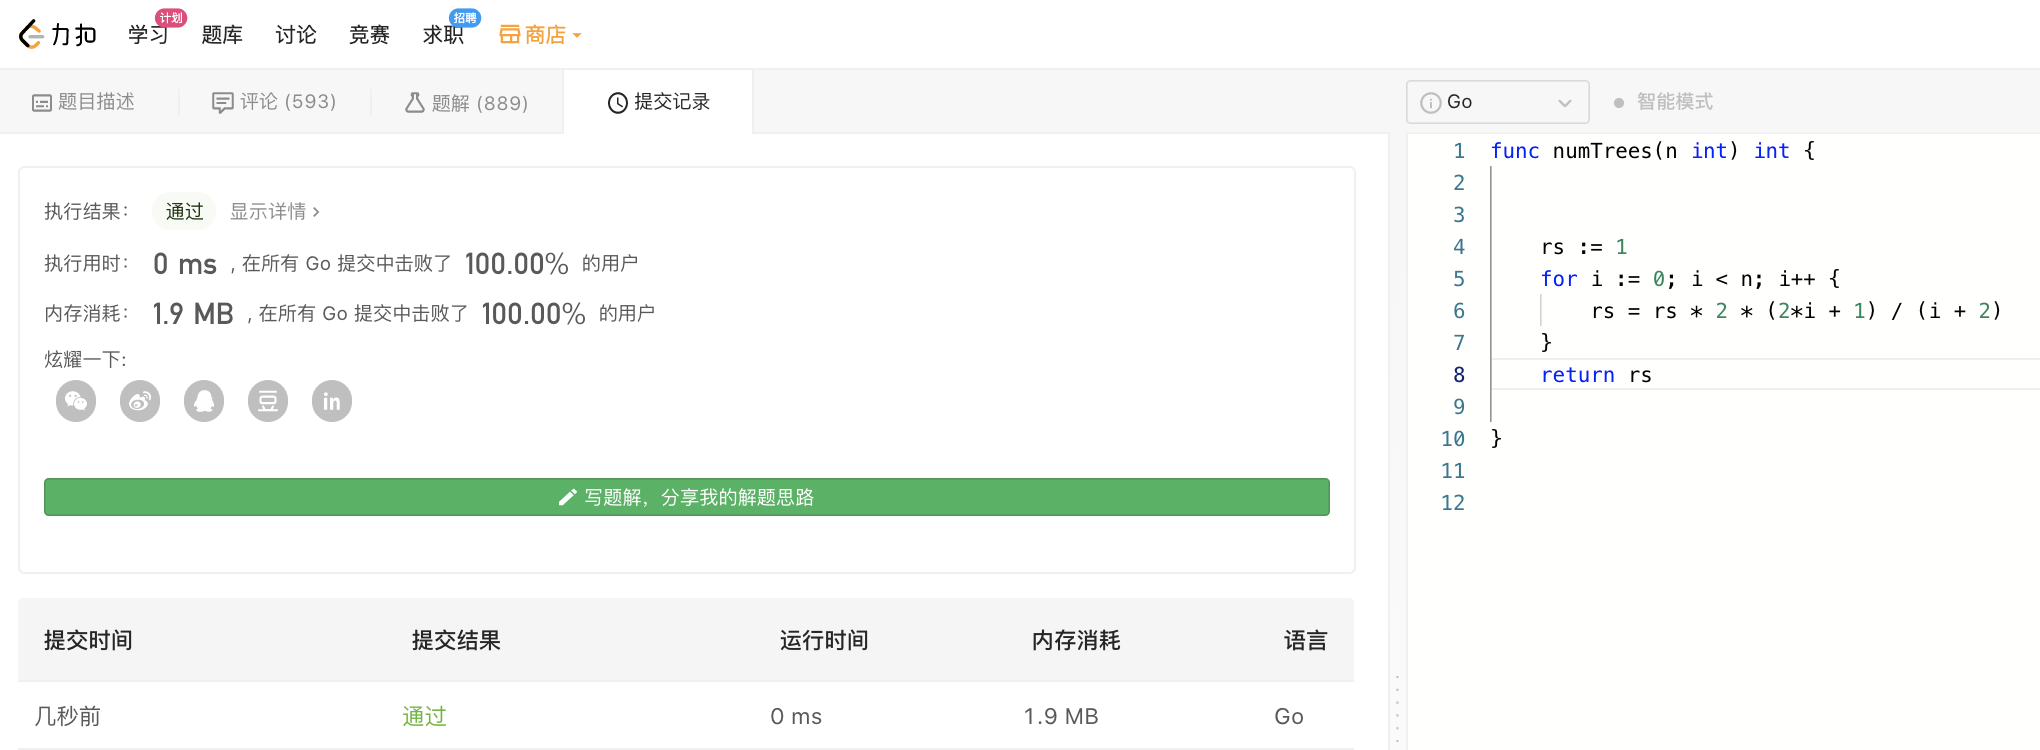 力扣 学习 计划 题库 讨论 竞赛 求职 招聘 商店
题目描述 评论 (593) 题解 (889) 提交记录
Go 智能模式
执行结果： 通过 显示详情 >
执行用时： 0 ms , 在所有 Go 提交中击败了 100.00% 的用户
内存消耗： 1.9 MB , 在所有 Go 提交中击败了 100.00% 的用户
炫耀一下:
豆 in
写题解，分享我的解题思路
提交时间 提交结果 运行时间 内存消耗 语言
几秒前 通过 0 ms 1.9 MB Go
1 func numTrees(n int) int {
2
3
4 rs := 1
5 for i := 0; i < n; i++ {
6 rs = rs * 2 * (2*i + 1) / (i + 2)
7 }
8 return rs
9
10 }
11
12